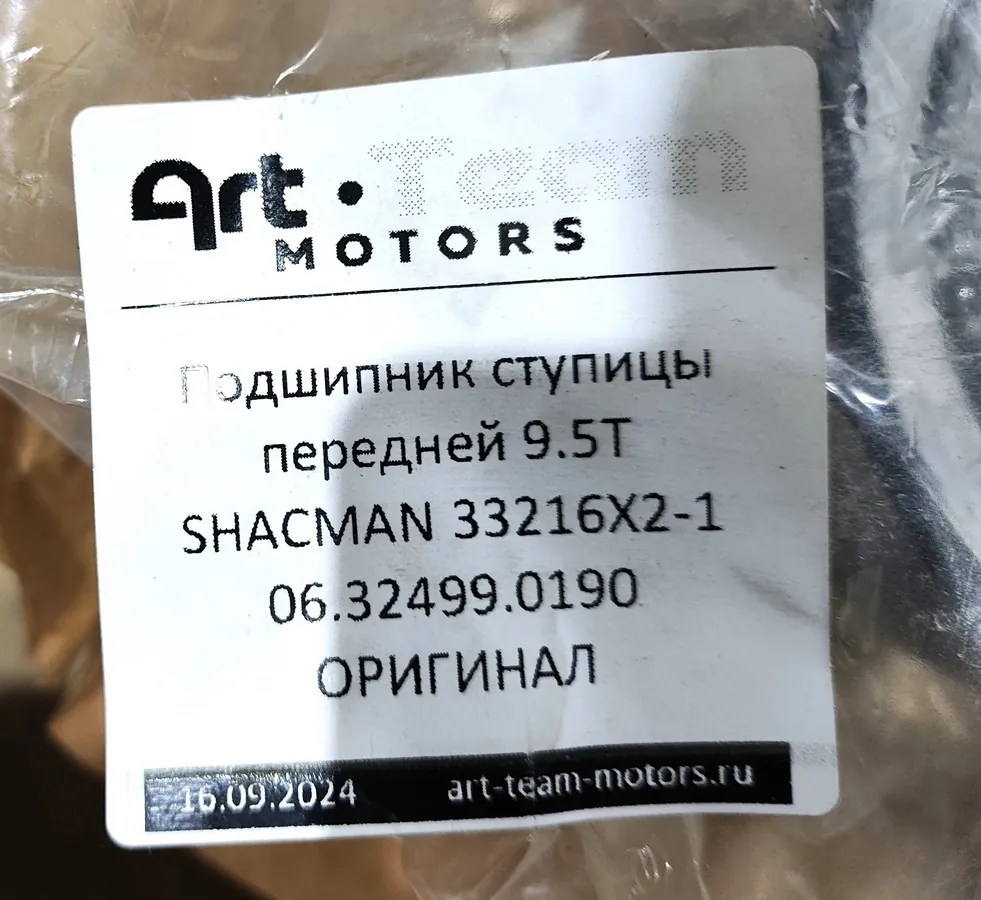 Art · Team
MOTORS
Подшипник ступицы
передней 9.5T
SHACMAN 33216X2-1
06.32499.0190
ОРИГИНАЛ
16.09.2024 art-team-motors.ru